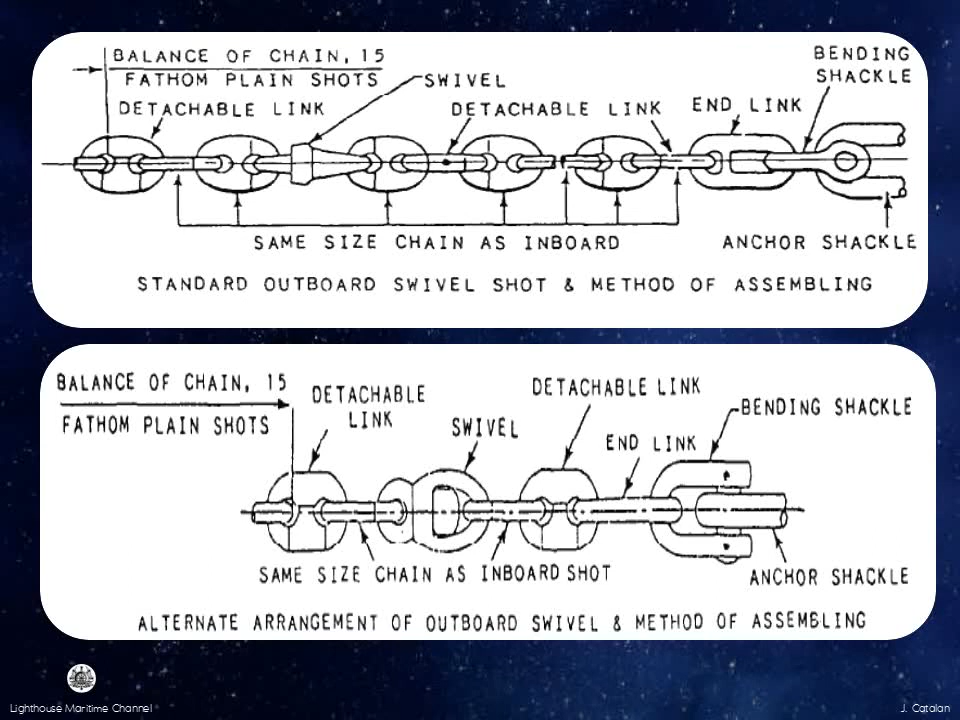 BALANCE OF CHAIN, 15
FATHOM PLAIN SHOTS
DETACHABLE LINK
SWIVEL
DETACHABLE LINK
END LINK
BENDING
SHACKLE
SAME SIZE CHAIN AS INBOARD
ANCHOR SHACKLE
STANDARD OUTBOARD SWIVEL SHOT & METHOD OF ASSEMBLING
BALANCE OF CHAIN, 15
FATHOM PLAIN SHOTS
DETACHABLE
LINK
SWIVEL
DETACHABLE LINK
END LINK
BENDING SHACKLE
SAME SIZE CHAIN AS INBOARD SHOT
ANCHOR SHACKLE
ALTERNATE ARRANGEMENT OF OUTBOARD SWIVEL & METHOD OF ASSEMBLING
Lighthouse Maritime Channel
J. Catalan